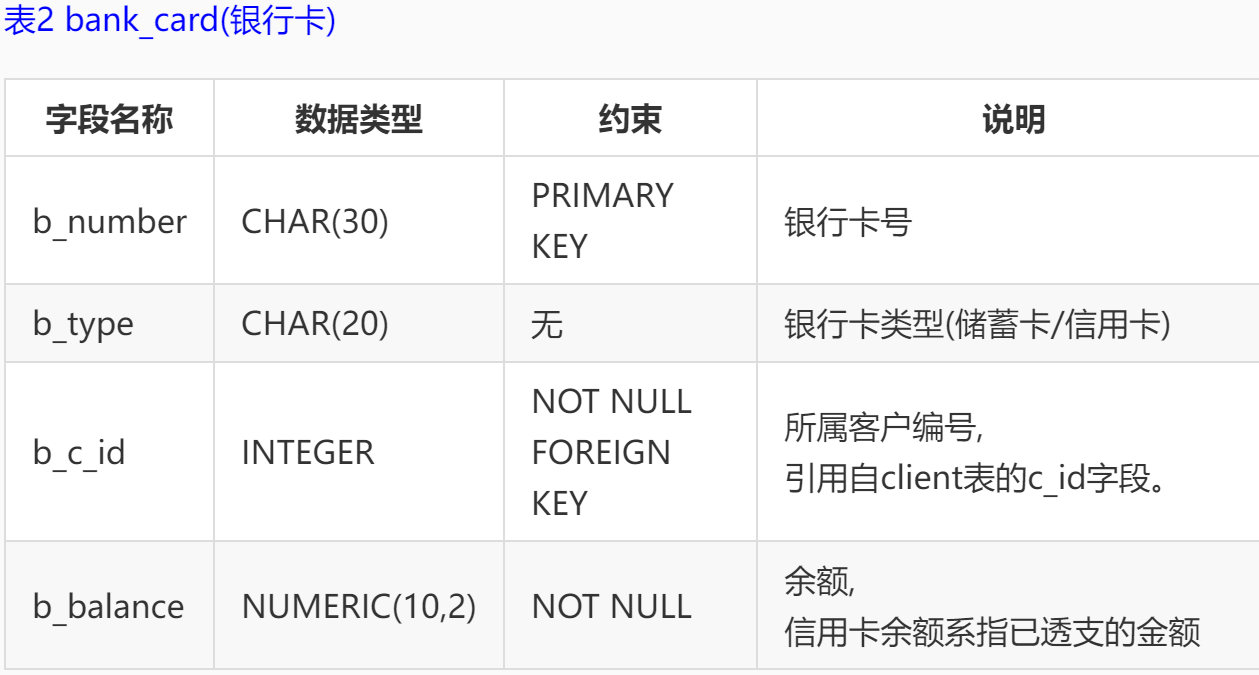 表2 bank_card(银行卡)
字段名称 数据类型 约束 说明
b_number CHAR(30) PRIMARY KEY 银行卡号
b_type CHAR(20) 无 银行卡类型(储蓄卡/信用卡)
b_c_id INTEGER NOT NULL FOREIGN KEY 所属客户编号,
引用自client表的c_id字段。
b_balance NUMERIC(10,2) NOT NULL 余额,
信用卡余额系指已透支的金额